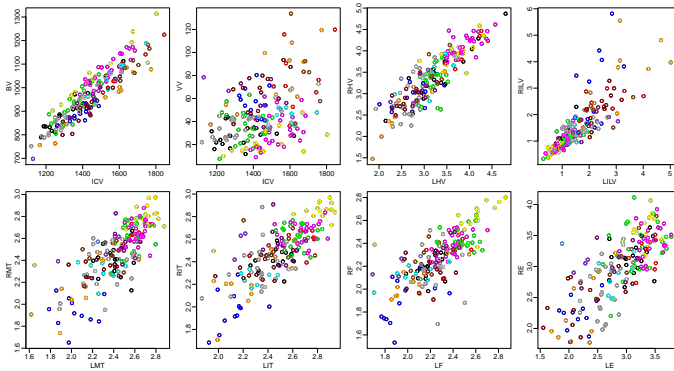 BV
700 800 900 1000 1100 1200 1300
1200 1400 1600 1800
ICV
VV
20 40 60 80 100 120
1200 1400 1600 1800
ICV
RHV
1.5 2.0 2.5 3.0 3.5 4.0 4.5 5.0
2.0 2.5 3.0 3.5 4.0 4.5
LHV
RILV
1 2 3 4 5 6
1 2 3 4 5
LILV
RMT
1.6 1.8 2.0 2.2 2.4 2.6 2.8 3.0
1.6 1.8 2.0 2.2 2.4 2.6 2.8
LMT
RIT
1.8 2.0 2.2 2.4 2.6 2.8 3.0
2.0 2.2 2.4 2.6 2.8
LIT
RF
1.6 1.8 2.0 2.2 2.4 2.6 2.8
1.8 2.0 2.2 2.4 2.6 2.8
LF
RE
2.0 2.5 3.0 3.5 4.0
1.5 2.0 2.5 3.0 3.5
LE